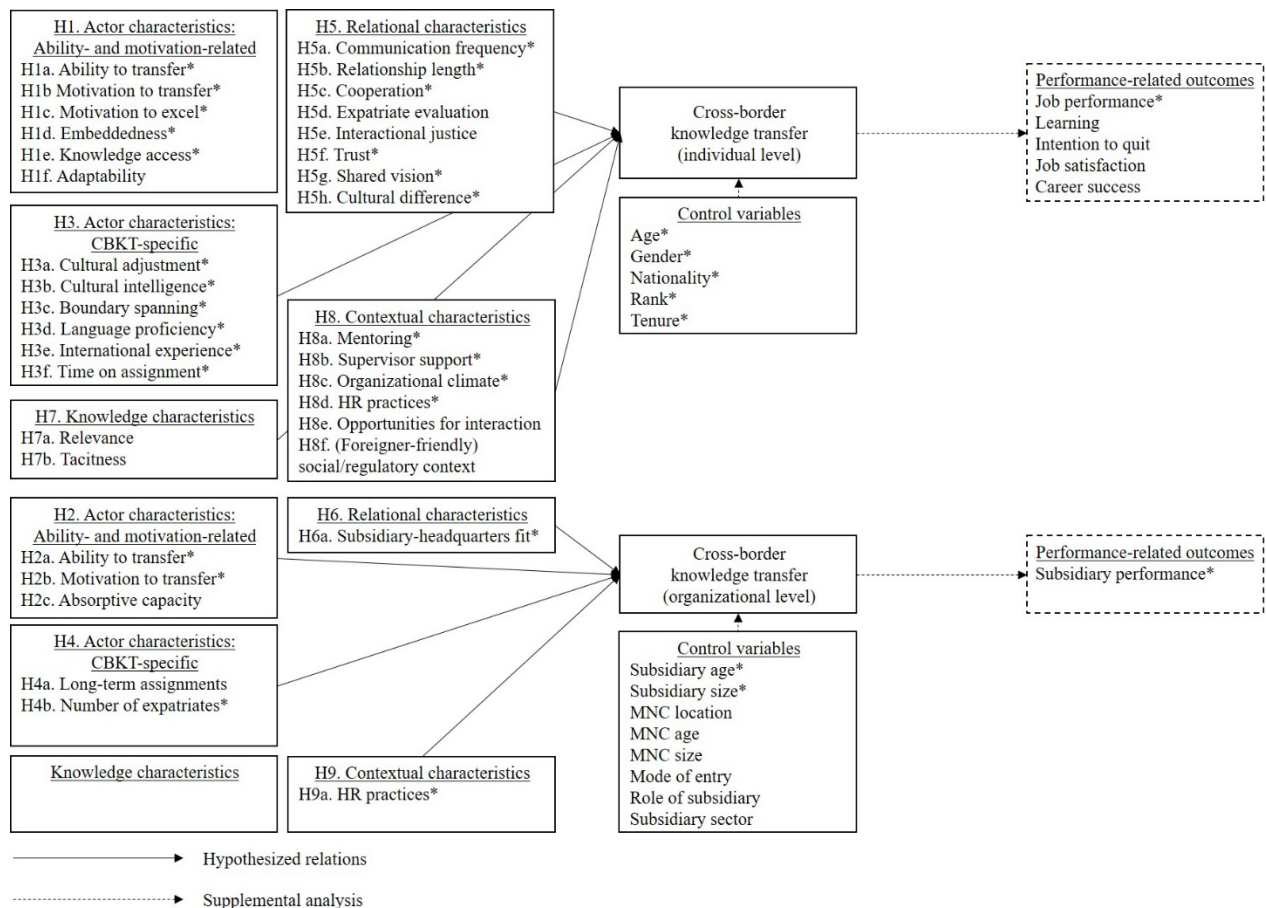 H1. Actor characteristics:
Ability- and motivation-related
H1a. Ability to transfer*
H1b Motivation to transfer*
H1c. Motivation to excel*
H1d. Embeddedness*
H1e. Knowledge access*
H1f. Adaptability
H3. Actor characteristics:
CBKT-specific
H3a. Cultural adjustment*
H3b. Cultural intelligence*
H3c. Boundary spanning*
H3d. Language proficiency*
H3e. International experience*
H3f. Time on assignment*
H7. Knowledge characteristics
H7a. Relevance
H7b. Tacitness
H5. Relational characteristics
H5a. Communication frequency*
H5b. Relationship length*
H5c. Cooperation*
H5d. Expatriate evaluation
H5e. Interactional justice
H5f. Trust*
H5g. Shared vision*
H5h. Cultural difference*
H8. Contextual characteristics
H8a. Mentoring*
H8b. Supervisor support*
H8c. Organizational climate*
H8d. HR practices*
H8e. Opportunities for interaction
H8f. (Foreigner-friendly)
social/regulatory context
Cross-border
knowledge transfer
(individual level)
Control variables
Age*
Gender*
Nationality*
Rank*
Tenure*
Performance-related outcomes
Job performance*
Learning
Intention to quit
Job satisfaction
Career success
H2. Actor characteristics:
Ability- and motivation-related
H2a. Ability to transfer*
H2b. Motivation to transfer*
H2c. Absorptive capacity
H4. Actor characteristics:
CBKT-specific
H4a. Long-term assignments
H4b. Number of expatriates*
Knowledge characteristics
H6. Relational characteristics
H6a. Subsidiary-headquarters fit*
H9. Contextual characteristics
H9a. HR practices*
Cross-border
knowledge transfer
(organizational level)
Control variables
Subsidiary age*
Subsidiary size*
MNC location
MNC age
MNC size
Mode of entry
Role of subsidiary
Subsidiary sector
Performance-related outcomes
Subsidiary performance*
Hypothesized relations
Supplemental analysis